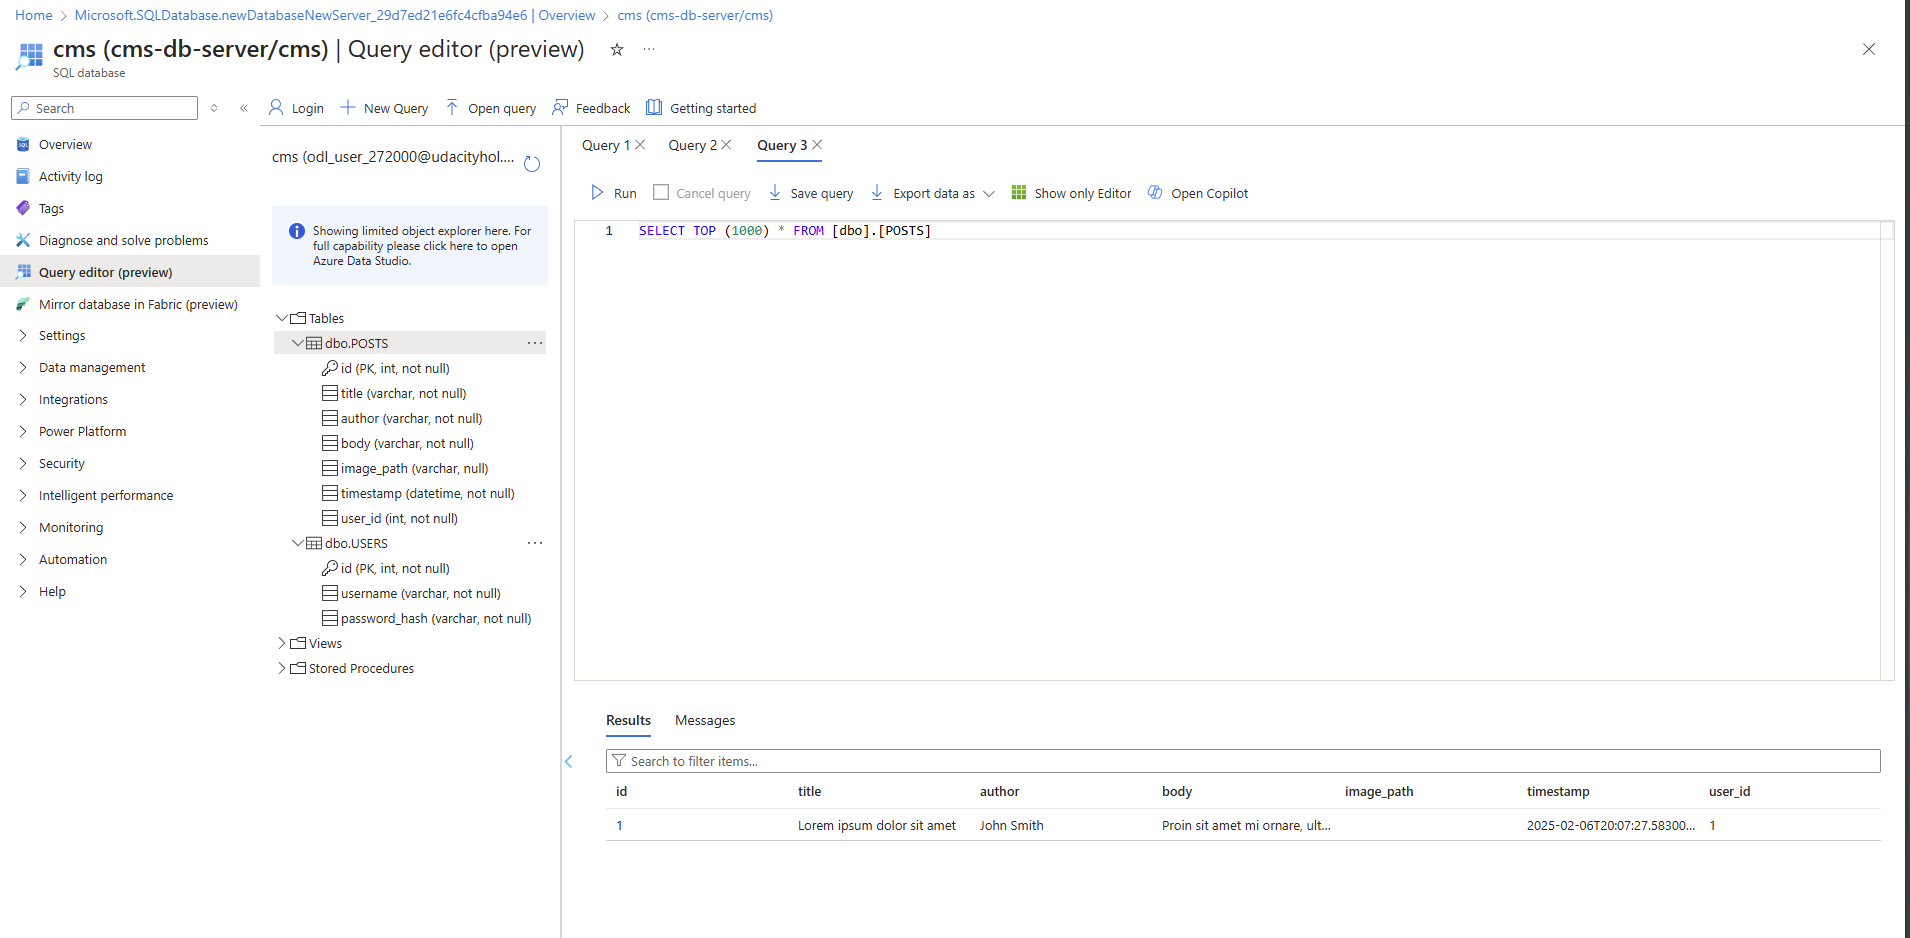 Home > Microsoft.SQLDatabase.newDatabaseNewServer_29d7ed21e6fc4cfba94e6 | Overview > cms (cms-db-server/cms)
cms (cms-db-server/cms) | Query editor (preview)
SQL database
Search
Overview
Activity log
Tags
Diagnose and solve problems
Query editor (preview)
Mirror database in Fabric (preview)
Settings
Data management
Integrations
Power Platform
Security
Intelligent performance
Monitoring
Automation
Help
Login New Query Open query Feedback Getting started
cms (odl_user_272000@udacityhol....
Showing limited object explorer here. For
full capability please click here to open
Azure Data Studio.
Tables
dbo.POSTS
id (PK, int, not null)
title (varchar, not null)
author (varchar, not null)
body (varchar, not null)
image_path (varchar, null)
timestamp (datetime, not null)
user_id (int, not null)
dbo.USERS
id (PK, int, not null)
username (varchar, not null)
password_hash (varchar, not null)
Views
Stored Procedures
Query 1 Query 2 Query 3
Run Cancel query Save query Export data as Show only Editor Open Copilot
1 SELECT TOP (1000) * FROM [dbo].[POSTS]
Results Messages
Search to filter items...
id title author body image_path timestamp user_id
1 Lorem ipsum dolor sit amet John Smith Proin sit amet mi ornare, ult... 2025-02-06T20:07:27.58300... 1